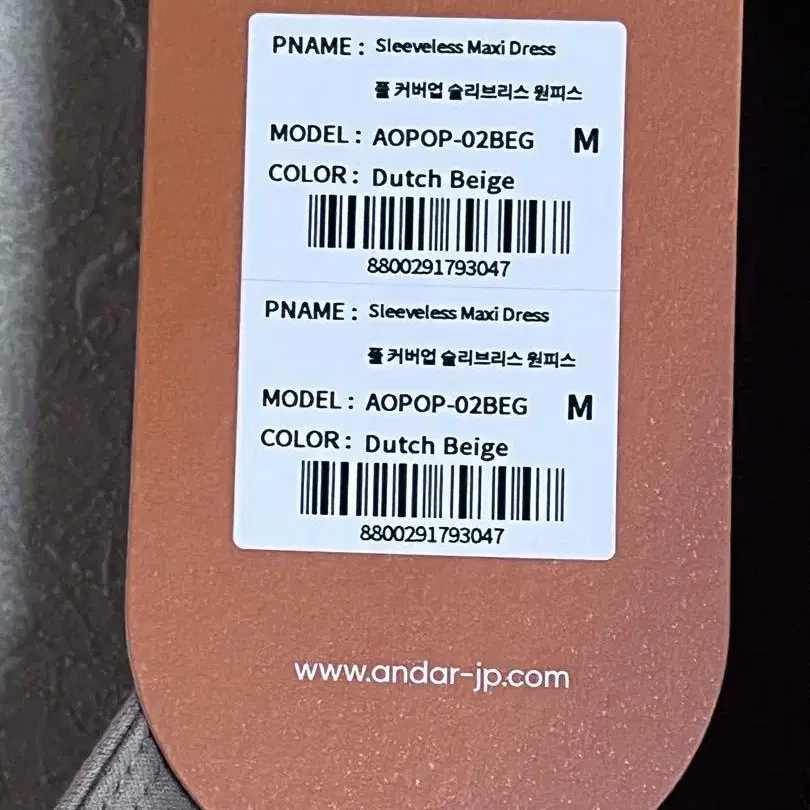 PNAME : Sleeveless Maxi Dress
풀 커버업 슬리브리스 원피스
MODEL : AOPOP-02BEG M
COLOR : Dutch Beige
8800291793047
PNAME : Sleeveless Maxi Dress
풀 커버업 슬리브리스 원피스
MODEL : AOPOP-02BEG M
COLOR : Dutch Beige
8800291793047
www.andar-jp.com